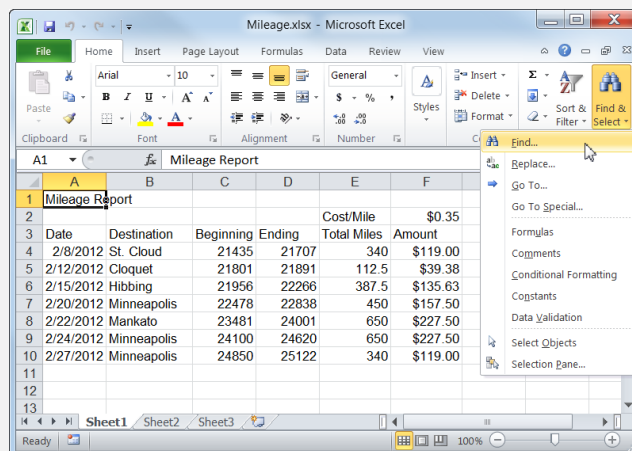 Mileage.xlsx - Microsoft Excel
File Home Insert Page Layout Formulas Data Review View
Paste
Clipboard
Arial 10
B I U A A
A
Font
Alignment
General
$ % ,
.00 .0
Number
A
Styles
Insert
Delete
Format
Σ
Sort & Filter
Find & Select
A1 fx Mileage Report
A B C D E F
1 Mileage Report
2 Cost/Mile $0.35
3 Date Destination Beginning Ending Total Miles Amount
4 2/8/2012 St. Cloud 21435 21707 340 $119.00
5 2/12/2012 Cloquet 21801 21891 112.5 $39.38
6 2/15/2012 Hibbing 21956 22266 387.5 $135.63
7 2/20/2012 Minneapolis 22478 22838 450 $157.50
8 2/22/2012 Mankato 23481 24001 650 $227.50
9 2/24/2012 Minneapolis 24100 24620 650 $227.50
10 2/27/2012 Minneapolis 24850 25122 340 $119.00
11
12
13
Find...
Replace...
Go To...
Go To Special...
Formulas
Comments
Conditional Formatting
Constants
Data Validation
Select Objects
Selection Pane...
Sheet1 Sheet2 Sheet3
Ready 100%